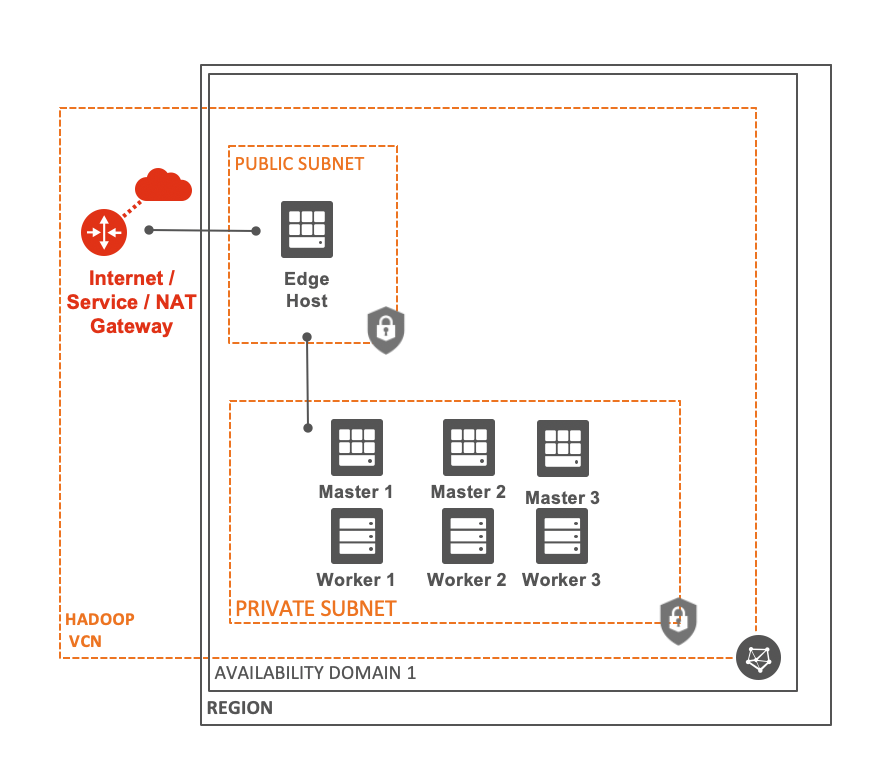 PUBLIC SUBNET
Edge
Host
Internet /
Service / NAT
Gateway
Master 1
Master 2
Master 3
Worker 1
Worker 2
Worker 3
PRIVATE SUBNET
HADOOP
VCN
AVAILABILITY DOMAIN 1
REGION